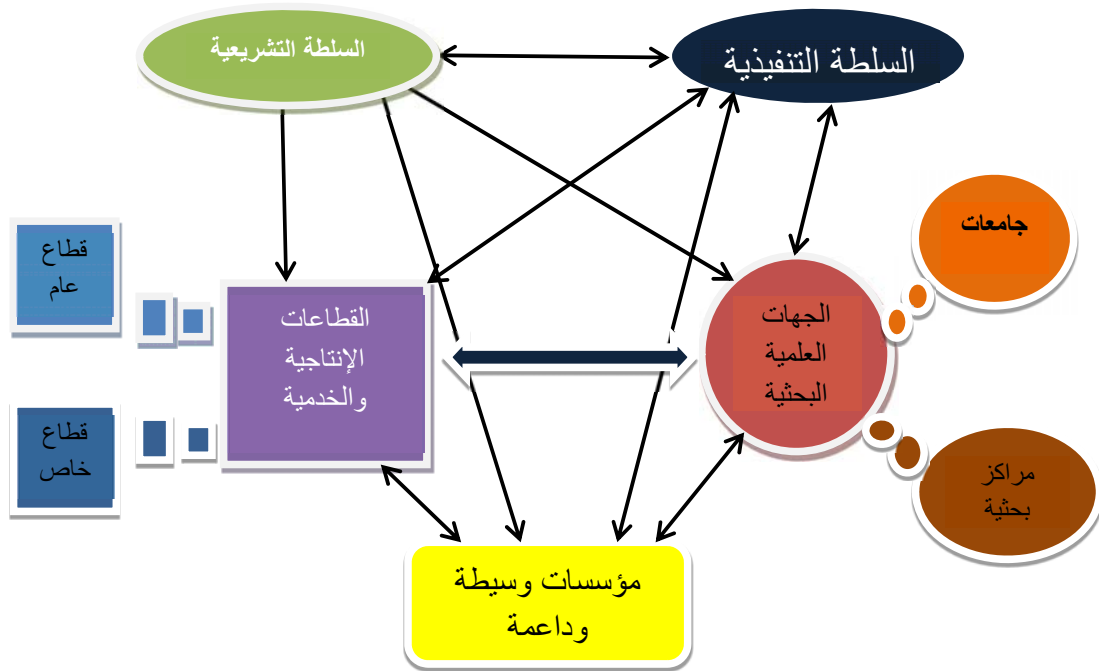 السلطة التشريعية
السلطة التنفيذية
جامعات
قطاع
عام
القطاعات
الإنتاجية
والخدمية
الجهات
العلمية
البحثية
قطاع
خاص
مراكز
بحثية
مؤسسات وسيطة
وداعمة